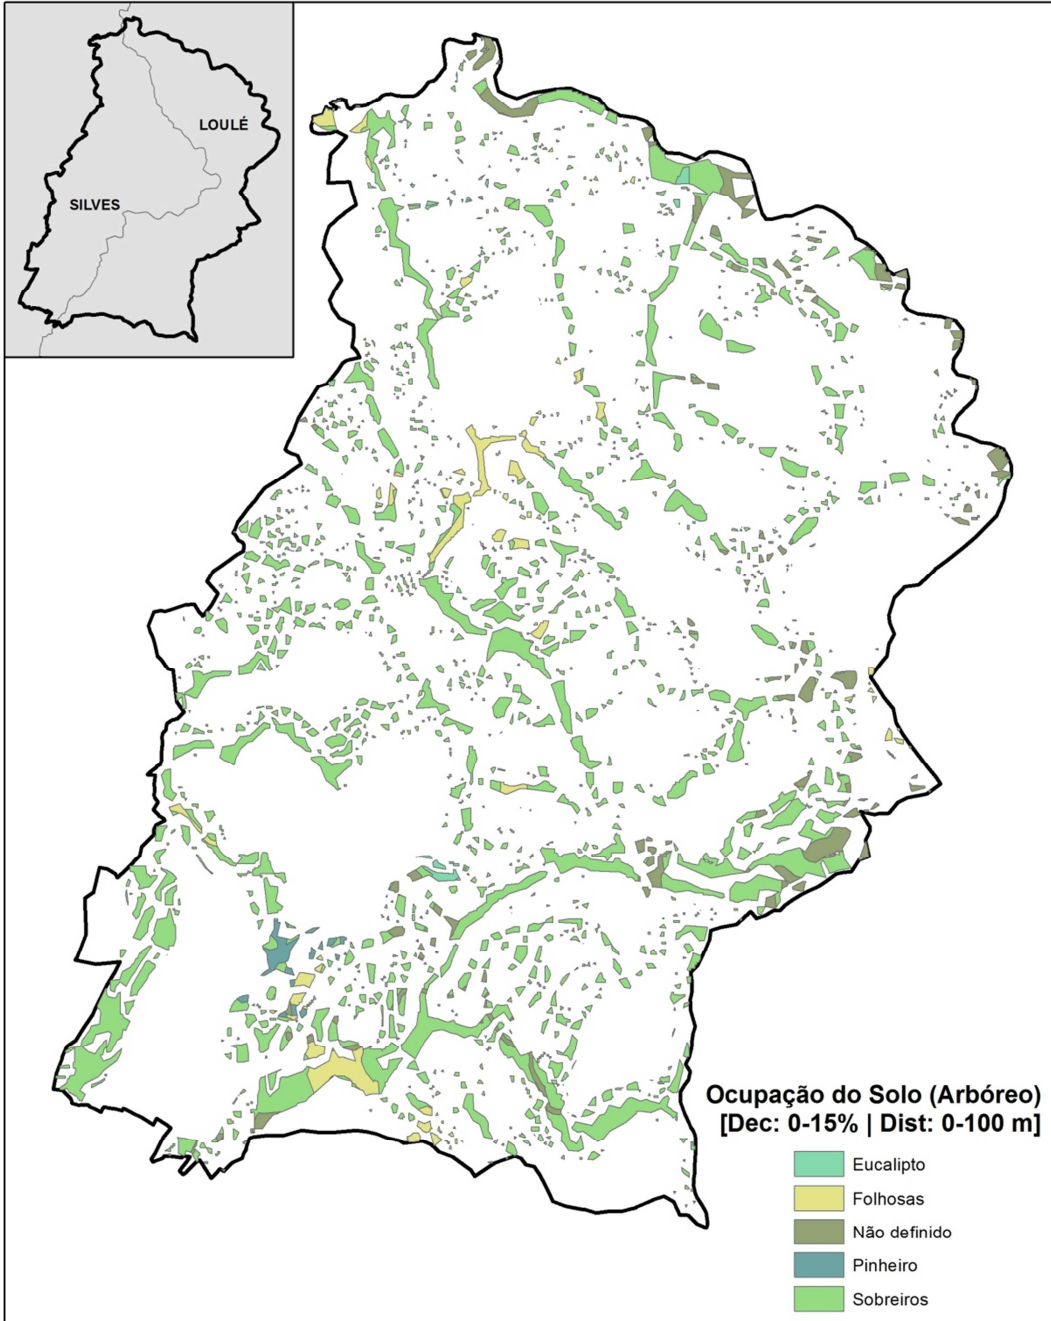 LOULÉ
SILVES
Ocupação do Solo (Arbóreo)
[Dec: 0-15% | Dist: 0-100 m]
Eucalipto
Folhosas
Não definido
Pinheiro
Sobreiros